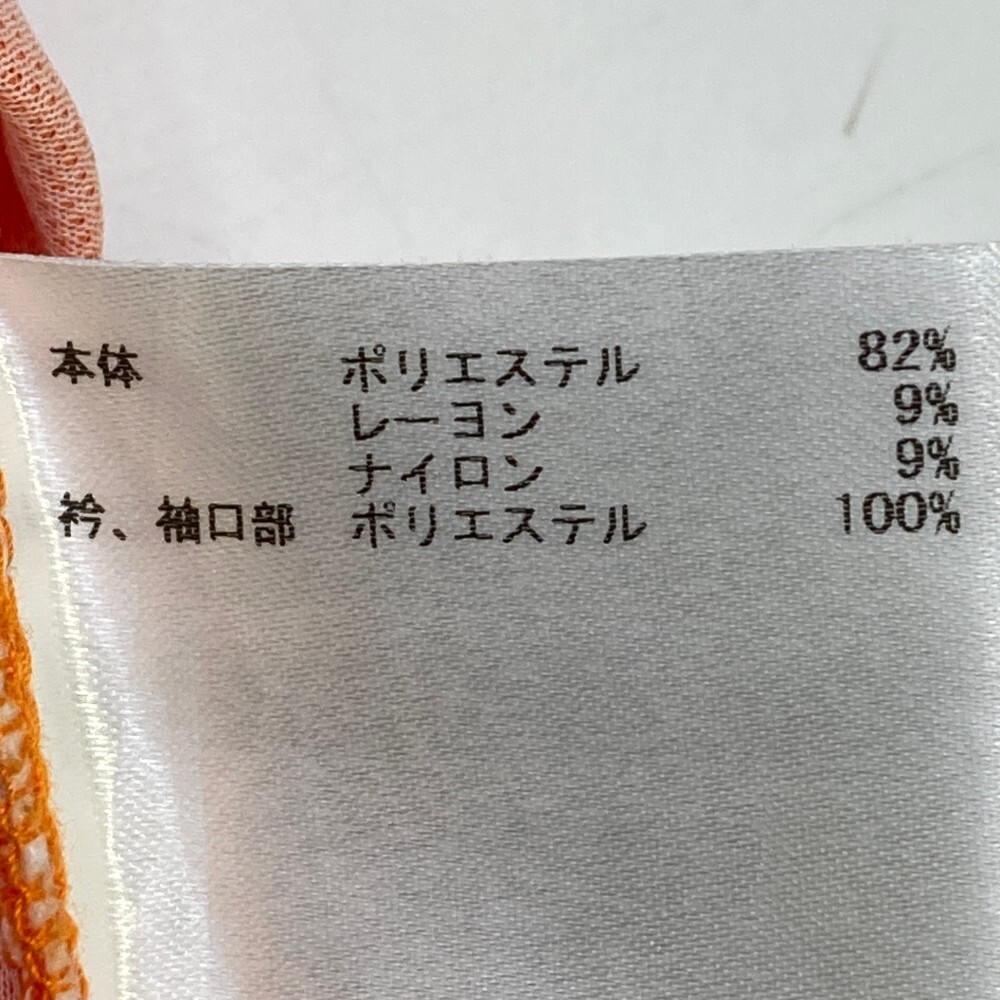 本体 ポリエステル 82%
レーヨン 9%
ナイロン 9%
衿、袖口部 ポリエステル 100%